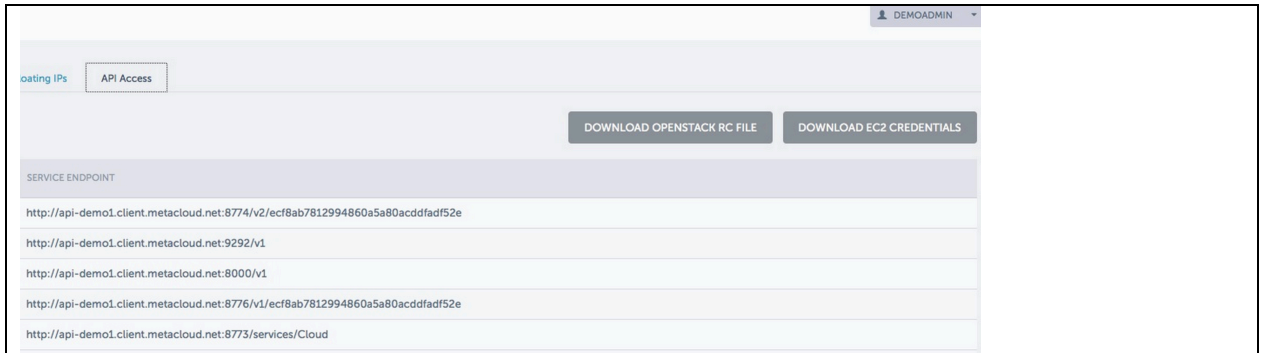 DEMOADMIN
oating IPs API Access
DOWNLOAD OPENSTACK RC FILE DOWNLOAD EC2 CREDENTIALS
SERVICE ENDPOINT
http://api-demo1.client.metacloud.net:8774/v2/ecf8ab7812994860a5a80acddfadf52e
http://api-demo1.client.metacloud.net:9292/v1
http://api-demo1.client.metacloud.net:8000/v1
http://api-demo1.client.metacloud.net:8776/v1/ecf8ab7812994860a5a80acddfadf52e
http://api-demo1.client.metacloud.net:8773/services/Cloud